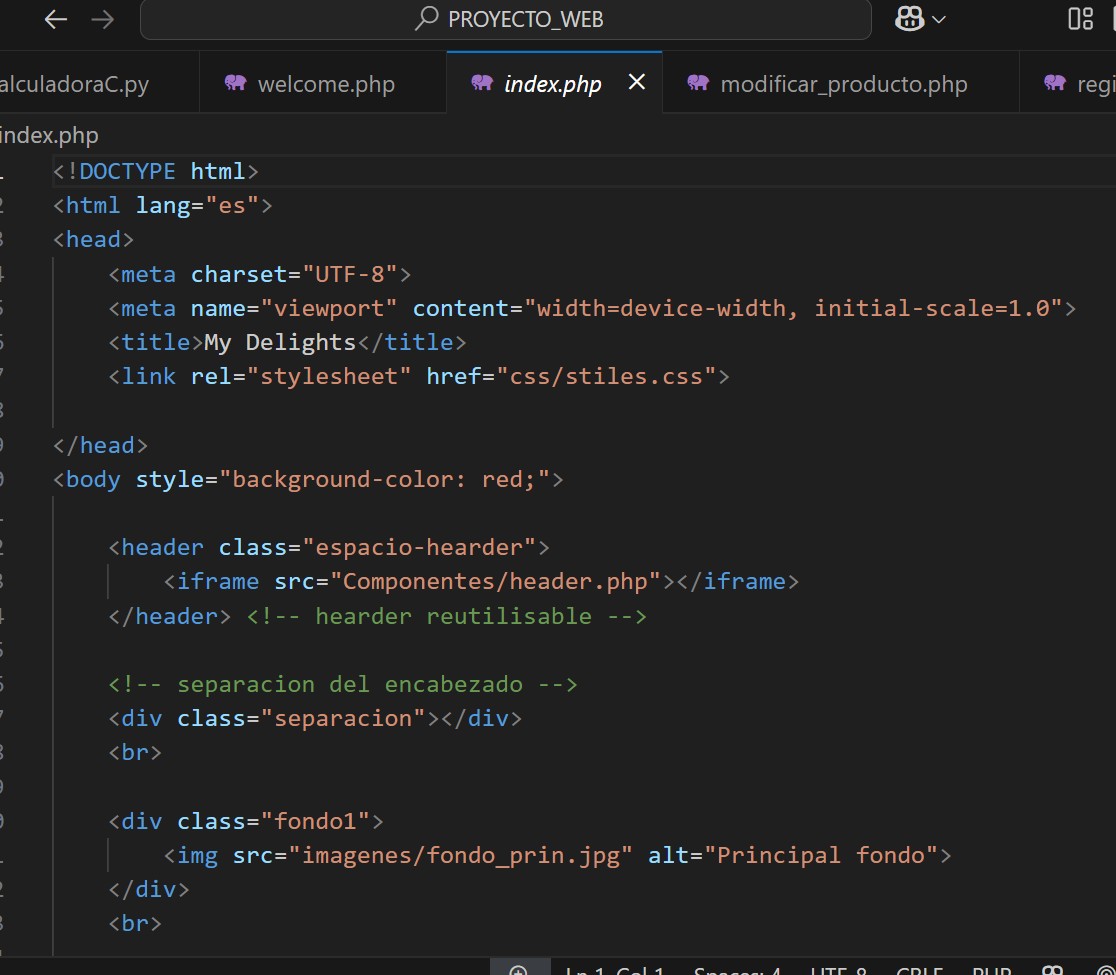 PROYECTO_WEB
alculadoraC.py welcome.php index.php modificar_producto.php regi
index.php
<!DOCTYPE html>
<html lang="es">
<head>
    <meta charset="UTF-8">
    <meta name="viewport" content="width=device-width, initial-scale=1.0">
    <title>My Delights</title>
    <link rel="stylesheet" href="css/stiles.css">
</head>
<body style="background-color: red;">
    <header class="espacio-hearder">
        <iframe src="Componentes/header.php"></iframe>
    </header> <!-- hearder reutilisable -->
    <!-- separacion del encabezado -->
    <div class="separacion"></div>
    <br>
    <div class="fondo1">
        <img src="imagenes/fondo_prin.jpg" alt="Principal fondo">
    </div>
    <br>
Ln 1, Col 1 Spaces: 4 UTF-8 CRLF PHP